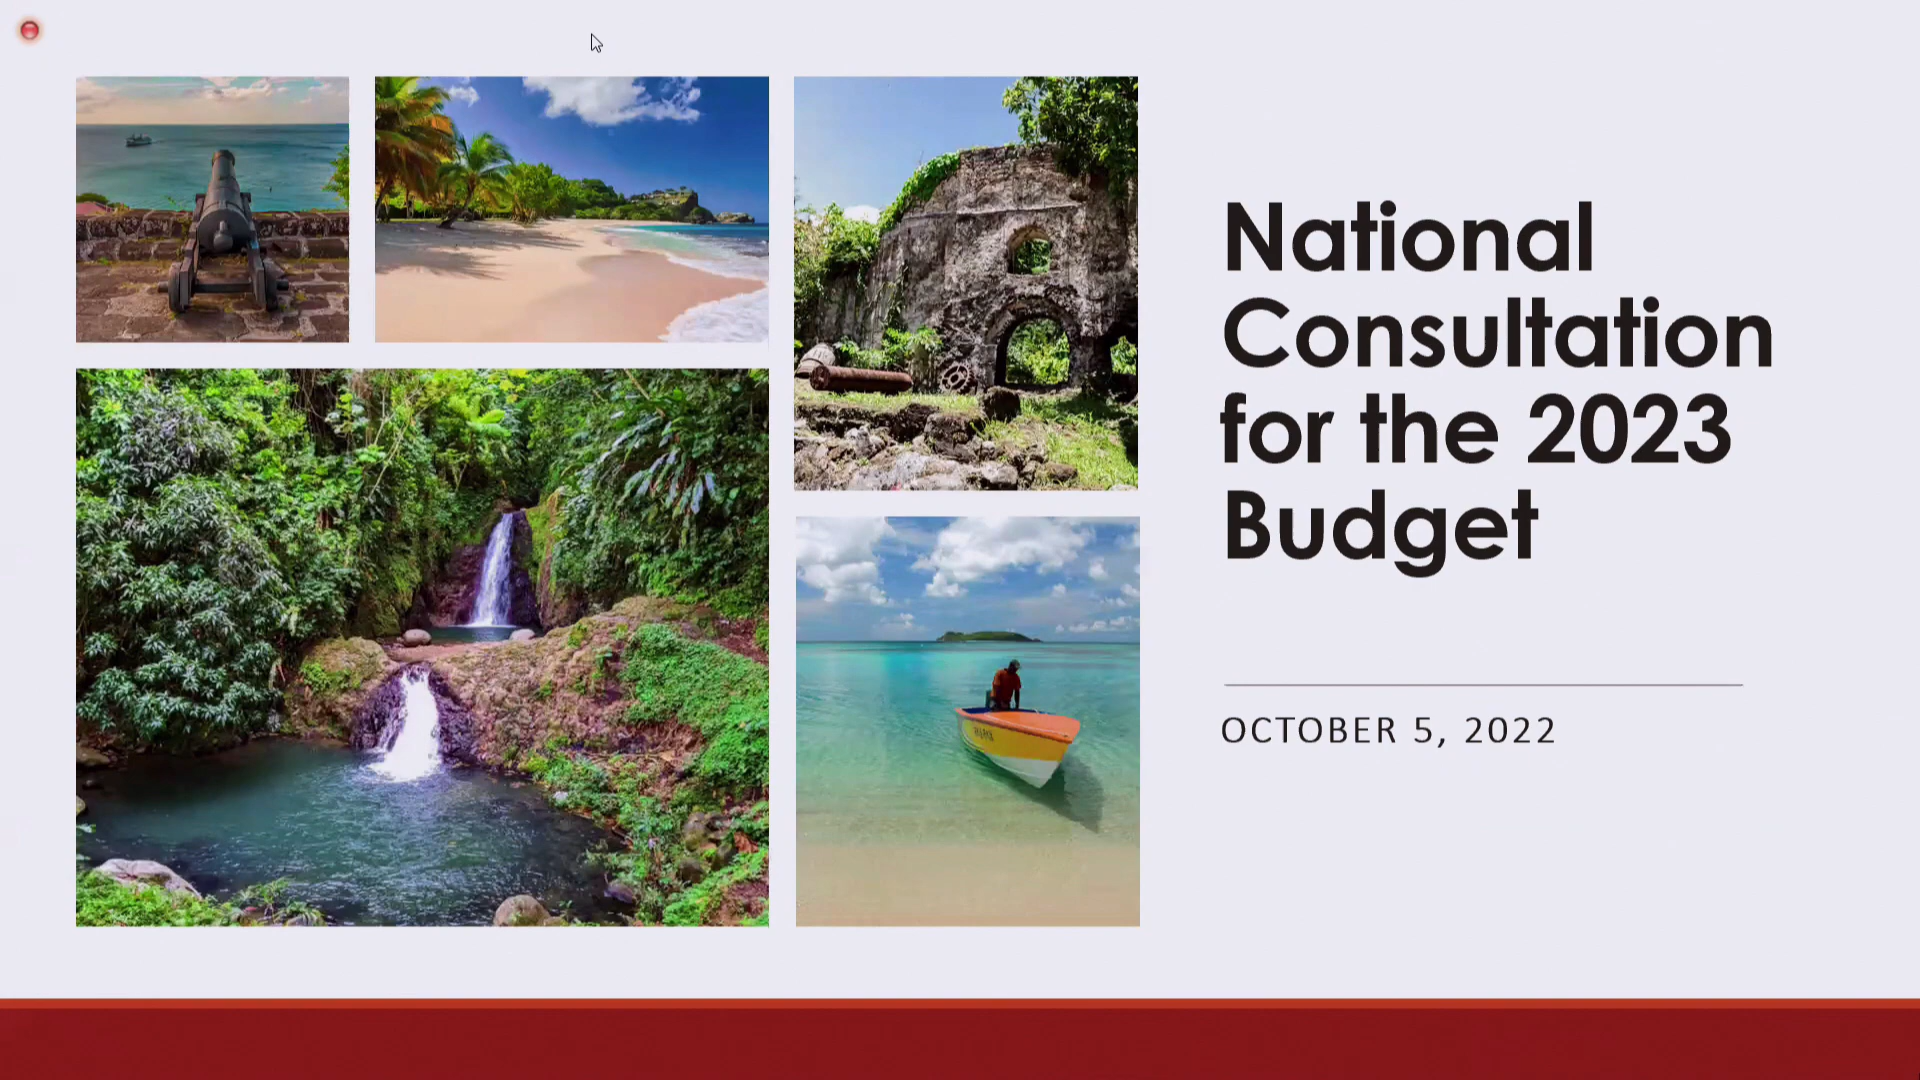 National
Consultation
for the 2023
Budget
OCTOBER 5, 2022